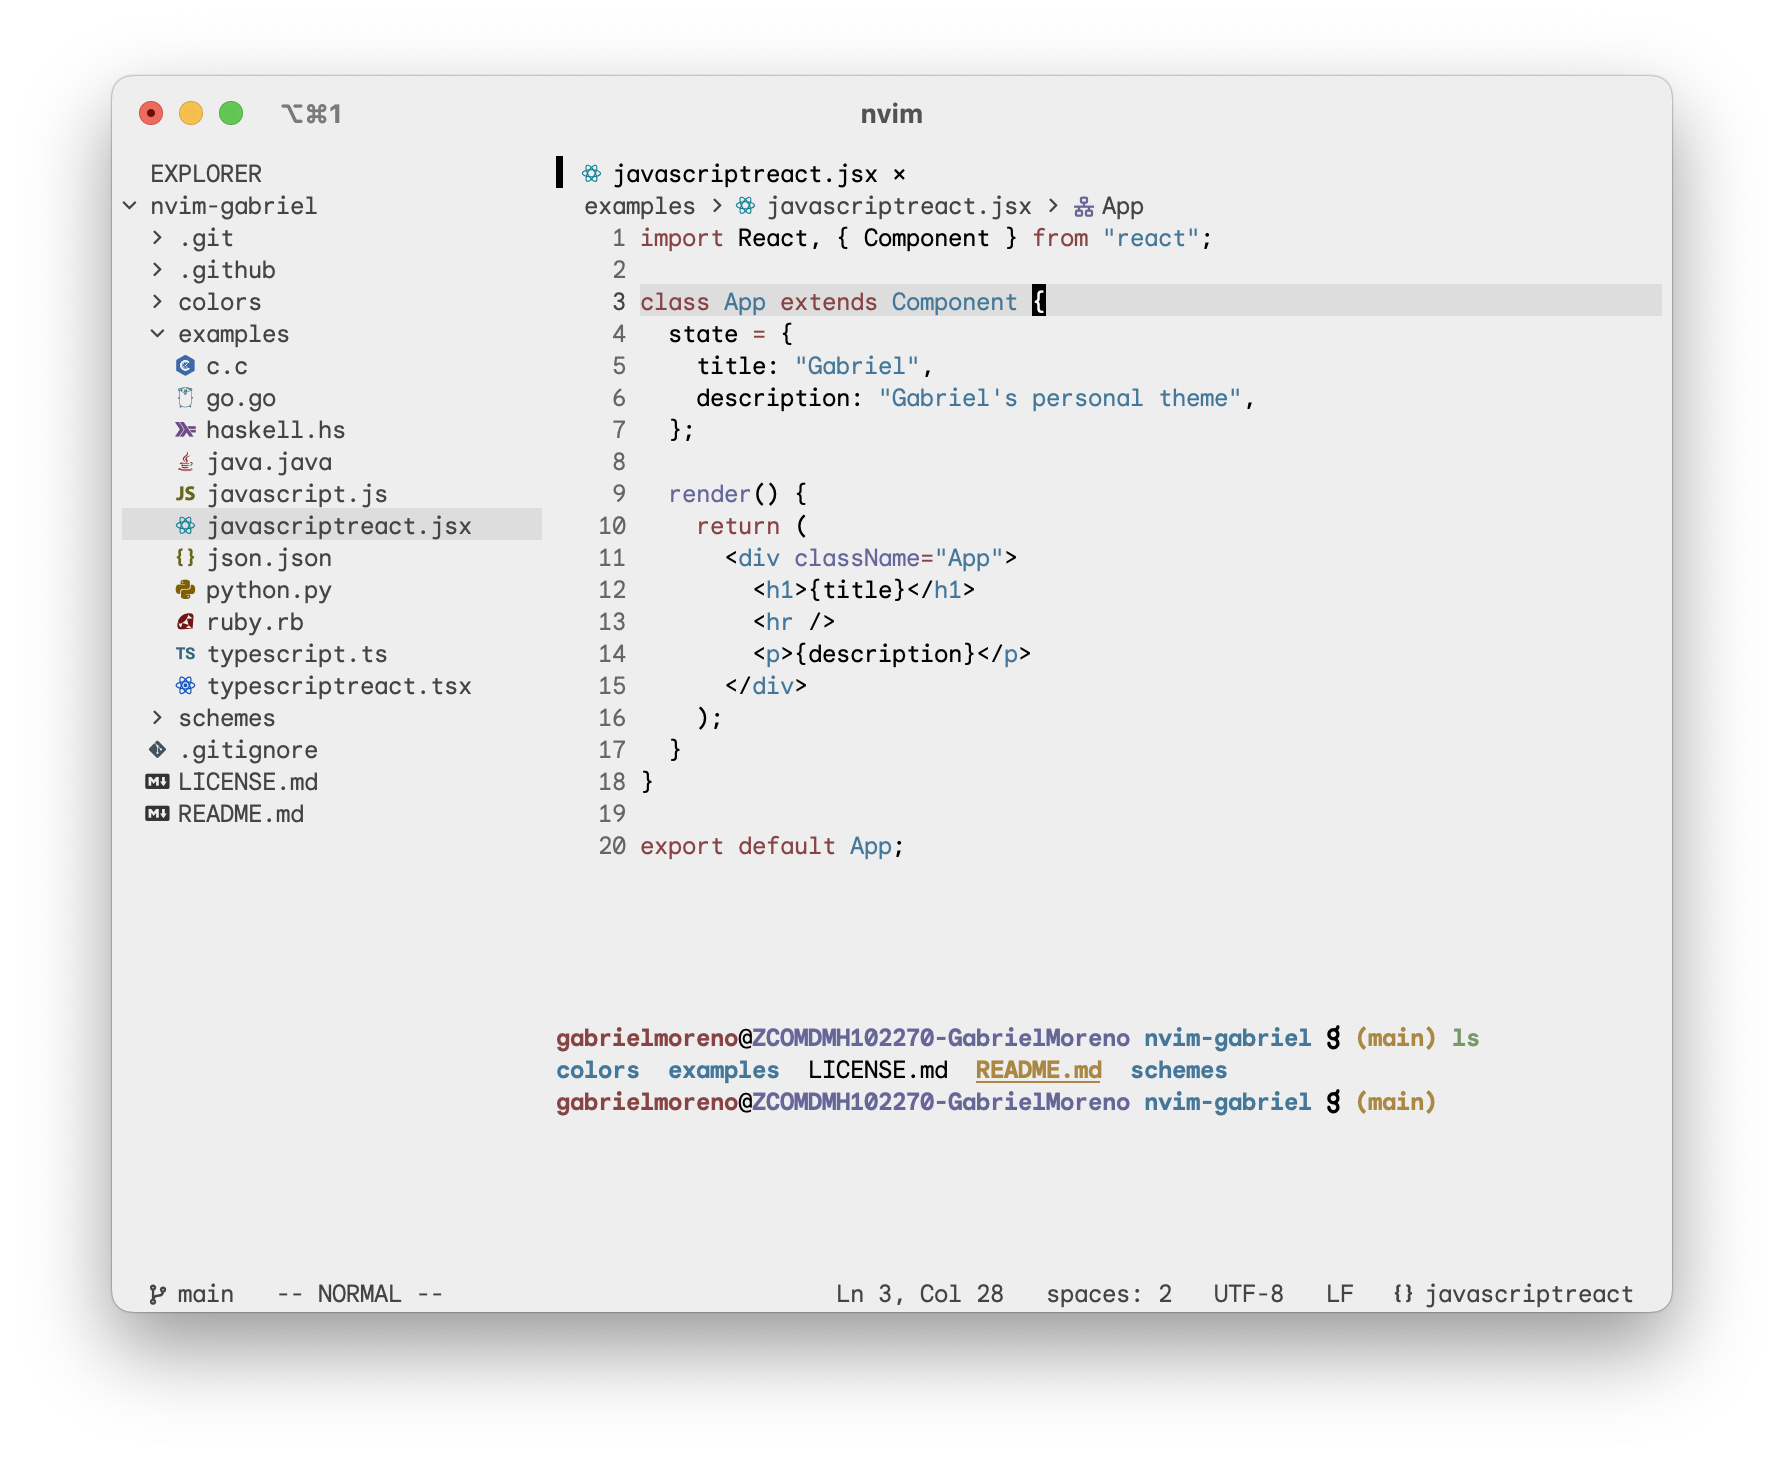 ⌥⌘1
nvim
EXPLORER
nvim-gabriel
.git
.github
colors
examples
c.c
go.go
haskell.hs
java.java
JS javascript.js
javascriptreact.jsx
{} json.json
python.py
ruby.rb
TS typescript.ts
typescriptreact.tsx
schemes
.gitignore
M↓ LICENSE.md
M↓ README.md
javascriptreact.jsx ×
examples > javascriptreact.jsx > App
1 import React, { Component } from "react";
2
3 class App extends Component {
4   state = {
5     title: "Gabriel",
6     description: "Gabriel's personal theme",
7   };
8
9   render() {
10     return (
11       <div className="App">
12         <h1>{title}</h1>
13         <hr />
14         <p>{description}</p>
15       </div>
16     );
17   }
18 }
19
20 export default App;
gabrielmoreno@ZCOMDMH102270-GabrielMoreno nvim-gabriel g (main) ls
colors  examples  LICENSE.md  README.md  schemes
gabrielmoreno@ZCOMDMH102270-GabrielMoreno nvim-gabriel g (main)
main   -- NORMAL --   Ln 3, Col 28   spaces: 2   UTF-8   LF   {} javascriptreact